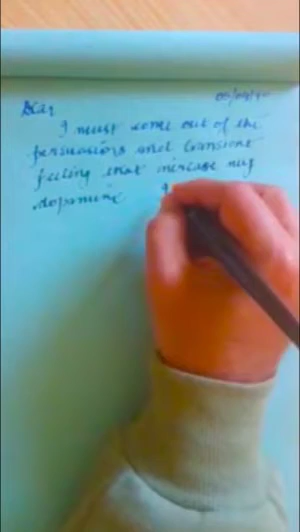 Dear
I must come out of the
persuasions and transient
feeling that increase my
dopamine I